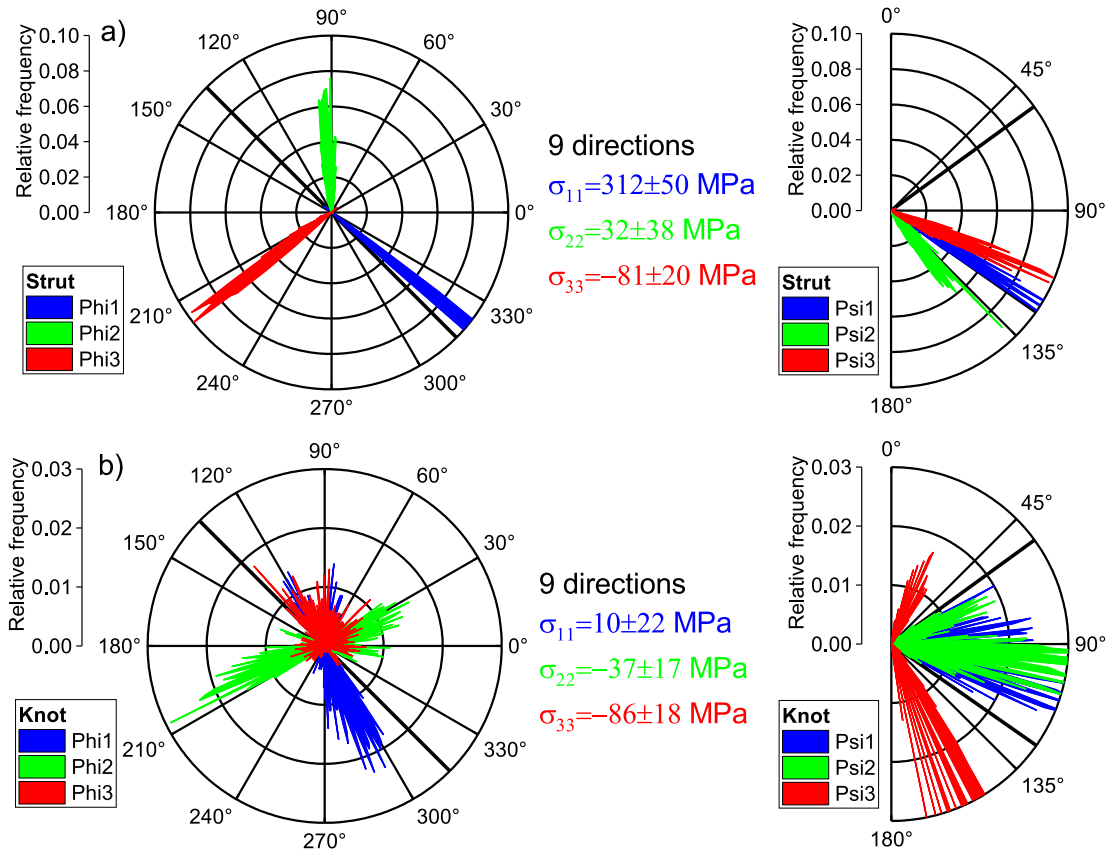 a)
Relative frequency
0.10
0.08
0.06
0.04
0.02
0.00
90°
120°
60°
150°
30°
180°
0°
210°
330°
240°
300°
270°
Strut
Phi1
Phi2
Phi3
9 directions
σ11=312±50 MPa
σ22=32±38 MPa
σ33=−81±20 MPa
Relative frequency
0.10
0.08
0.06
0.04
0.02
0.00
0°
45°
90°
135°
180°
Strut
Psi1
Psi2
Psi3
b)
Relative frequency
0.03
0.02
0.01
0.00
90°
120°
60°
150°
30°
180°
0°
210°
330°
240°
300°
270°
Knot
Phi1
Phi2
Phi3
9 directions
σ11=10±22 MPa
σ22=−37±17 MPa
σ33=−86±18 MPa
Relative frequency
0.03
0.02
0.01
0.00
0°
45°
90°
135°
180°
Knot
Psi1
Psi2
Psi3